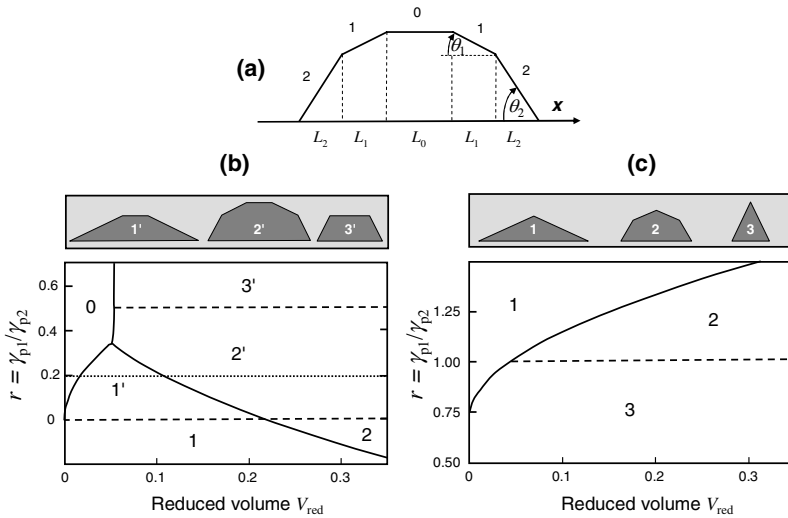 0
1 1
(a) θ₁
2 2
θ₂ x
L₂ L₁ L₀ L₁ L₂
(b) (c)
1' 2' 3' 1 2 3
0.6
0.4
0.2
0
r = γp1/γp2
0 3'
2'
1'
1 2
0 0.1 0.2 0.3
Reduced volume Vred
1.25
1.00
0.75
0.50
r = γp1/γp2
1
2
3
0 0.1 0.2 0.3
Reduced volume Vred